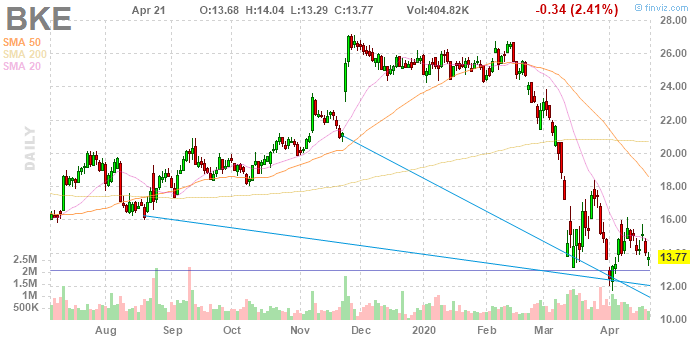 BKE Apr 21 O:13.68 H:14.04 L:13.29 C:13.77 Vol:404.82K -0.34 (2.41%) © finviz.com
SMA 50
SMA 200
SMA 20
DAILY
28.00
26.00
24.00
22.00
20.00
18.00
16.00
14.00
13.77
12.00
10.00
2.5M
2M
1.5M
1M
500K
Aug Sep Oct Nov Dec 2020 Feb Mar Apr